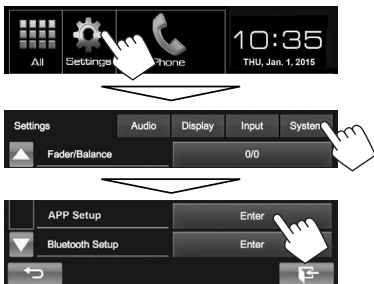 10:35
All Settings Phone THU, Jan. 1, 2015
Settings Audio Display Input System
Fader/Balance 0/0
APP Setup Enter
Bluetooth Setup Enter